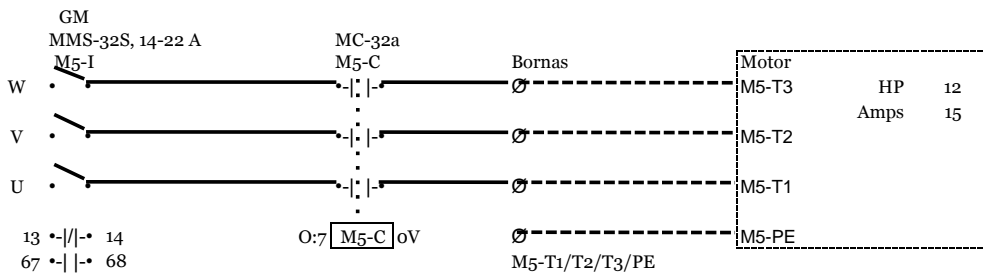 GM
MMS-32S, 14-22 A MC-32a
M5-I M5-C Bornas Motor
W M5-T3 HP 12
Amps 15
V M5-T2
U M5-T1
13 14 O:7 M5-C 0V M5-PE
67 68 M5-T1/T2/T3/PE